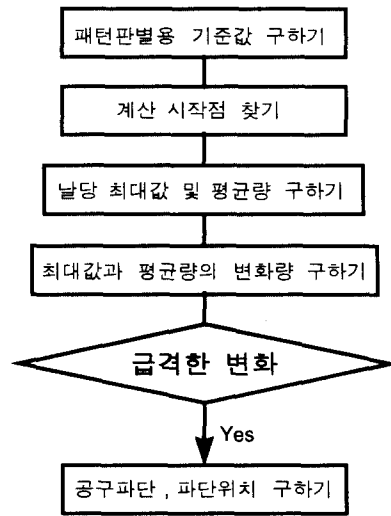 패턴판별용 기준값 구하기
계산 시작점 찾기
날당 최대값 및 평균량 구하기
최대값과 평균량의 변화량 구하기
급격한 변화
Yes
공구파단 , 파단위치 구하기